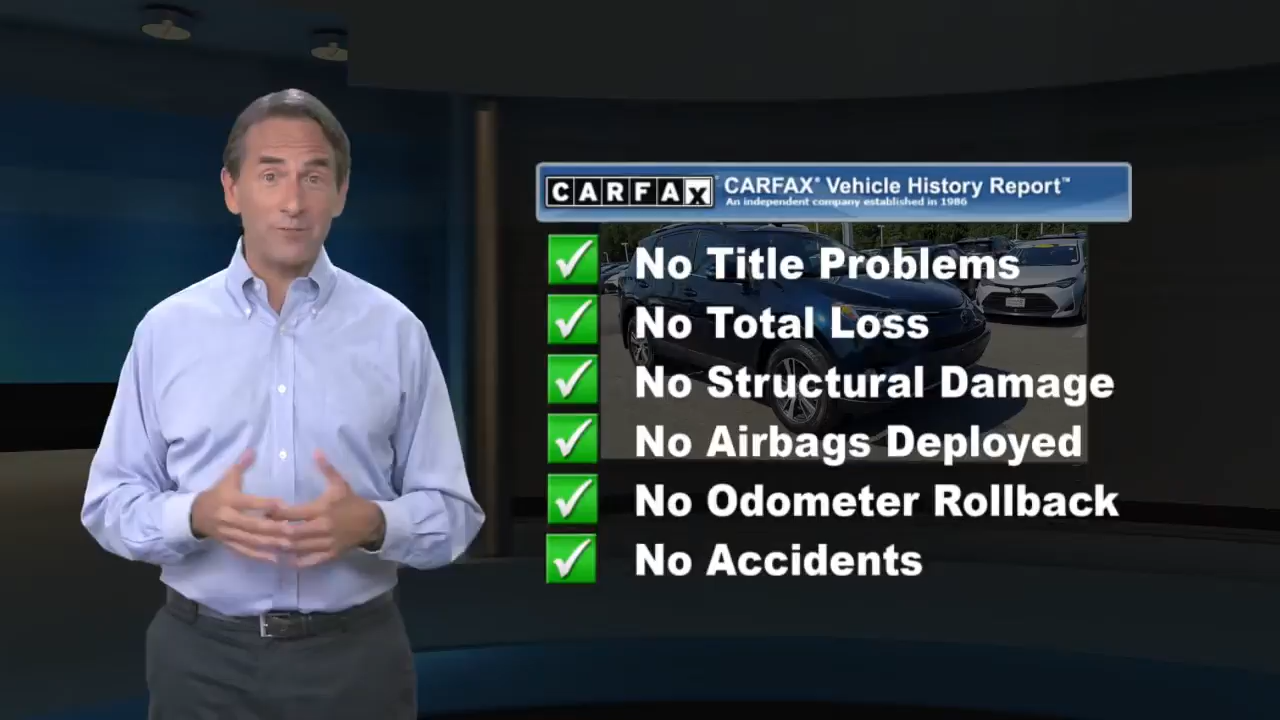 CARFAX
CARFAX® Vehicle History Report™
An independent company established in 1986
No Title Problems
No Total Loss
No Structural Damage
No Airbags Deployed
No Odometer Rollback
No Accidents